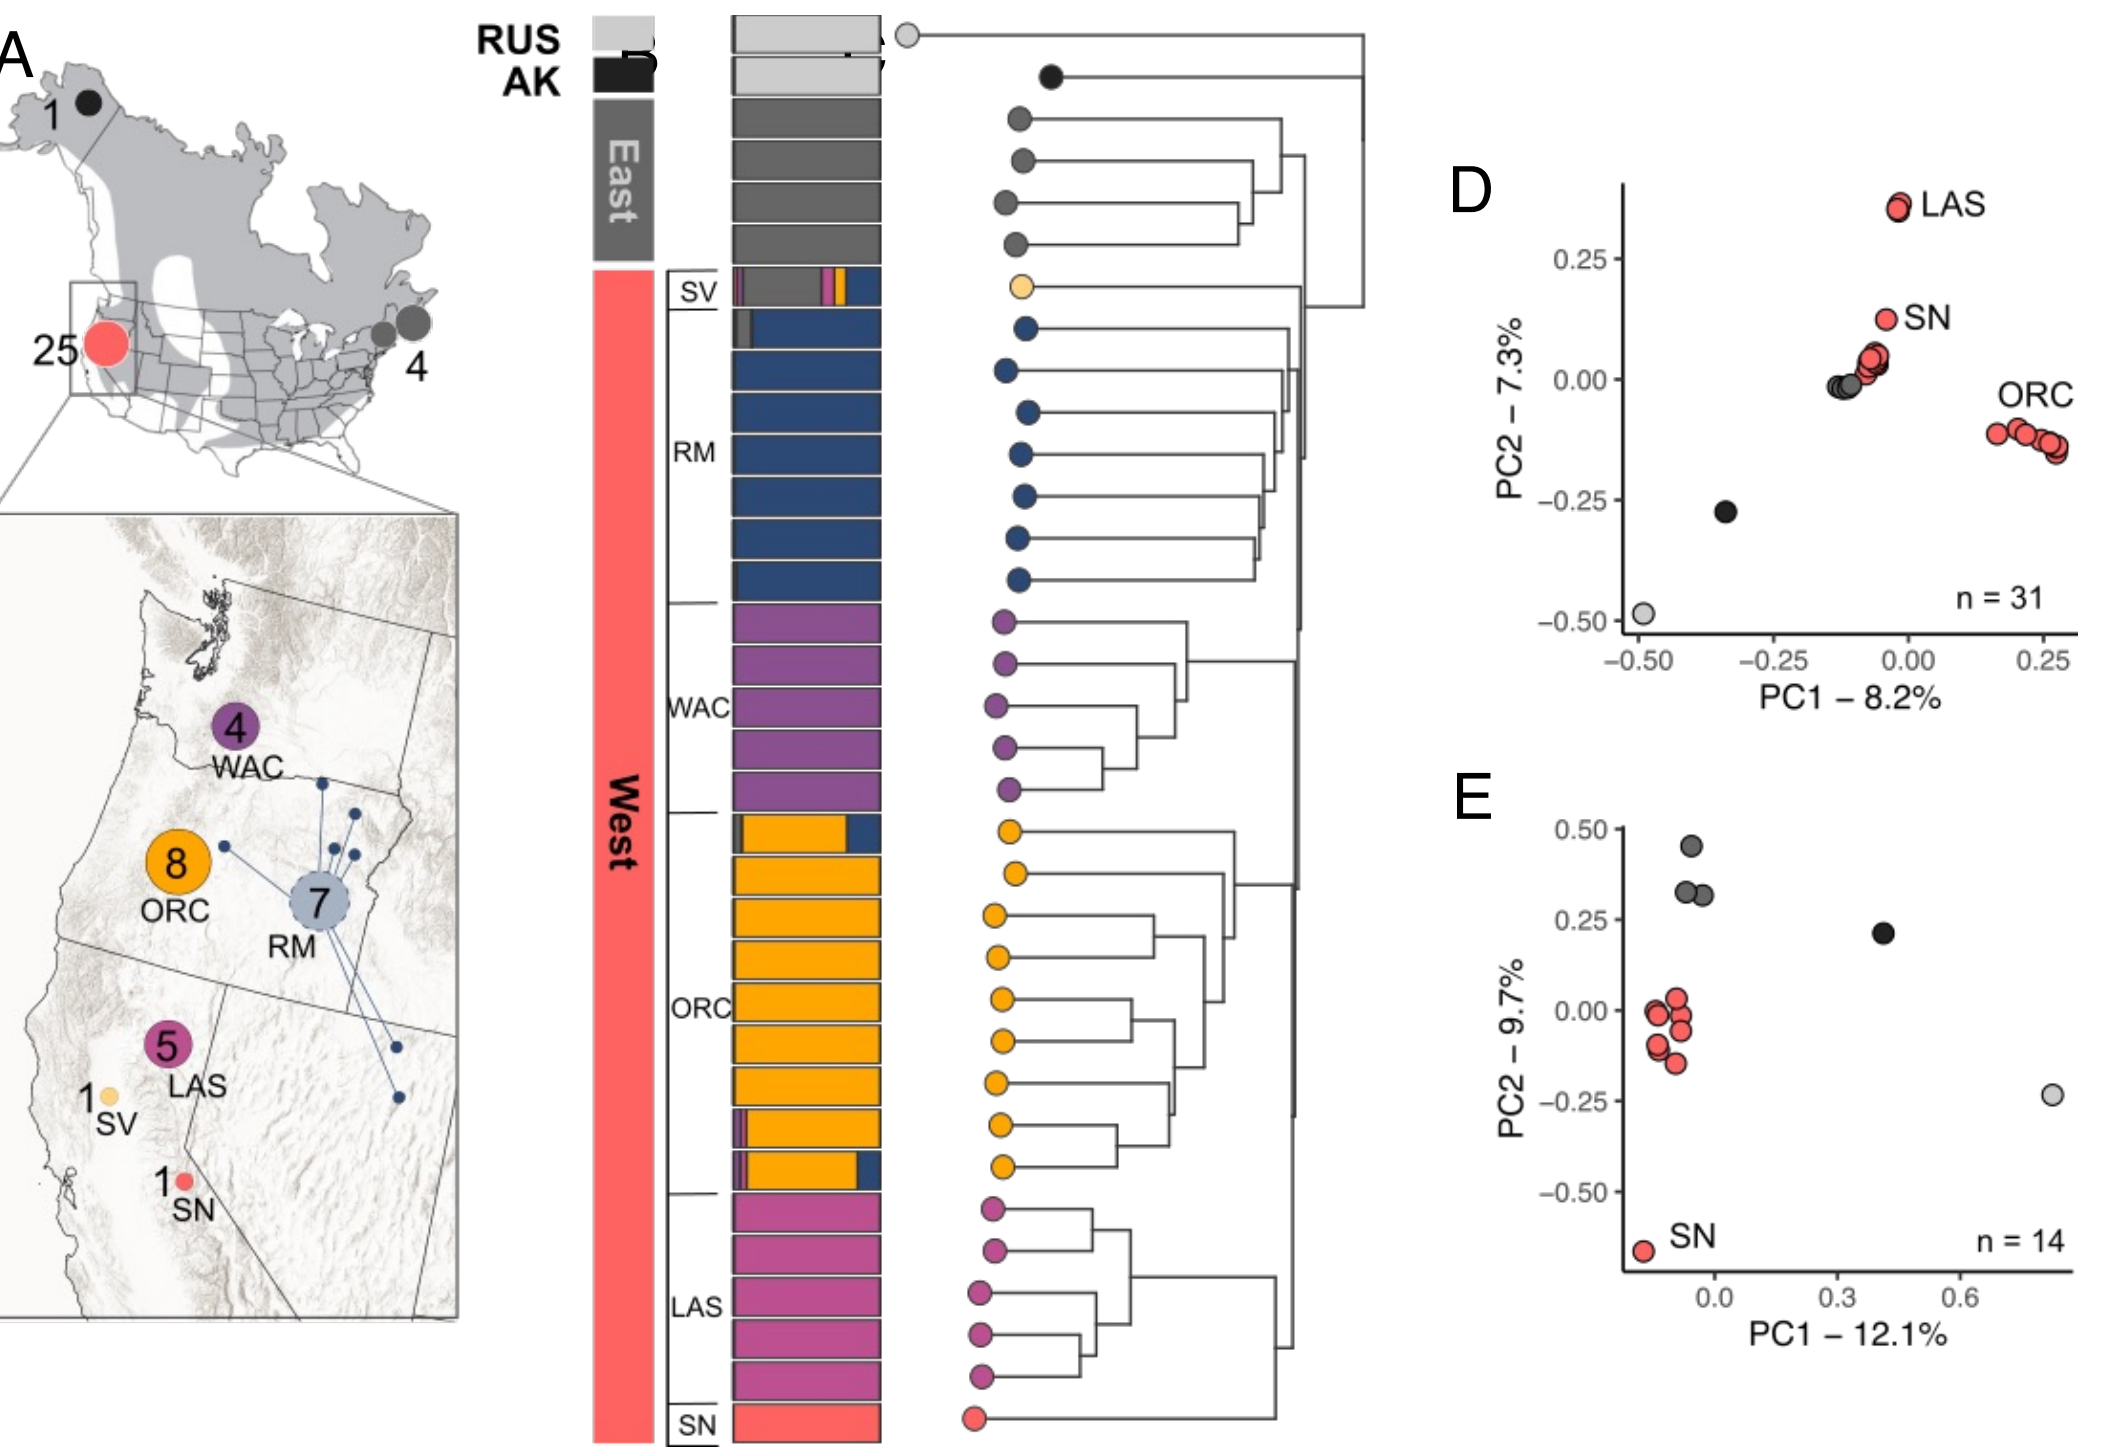 A
1
25
4
4
WAC
8
ORC
7
RM
5
LAS
1
SV
1
SN
B
C
RUS
AK
East
West
SV
RM
WAC
ORC
LAS
SN
D
LAS
SN
ORC
0.25
0.00
−0.25
−0.50
PC2 − 7.3%
n = 31
−0.50 −0.25 0.00 0.25
PC1 − 8.2%
E
0.50
0.25
0.00
−0.25
−0.50
PC2 − 9.7%
SN
n = 14
0.0 0.3 0.6
PC1 − 12.1%